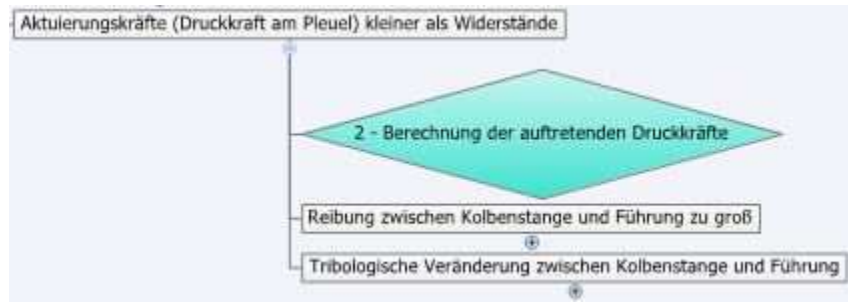 Aktuierungskräfte (Druckkraft am Pleuel) kleiner als Widerstände
2 - Berechnung der auftretenden Druckkräfte
Reibung zwischen Kolbenstange und Führung zu groß
Tribologische Veränderung zwischen Kolbenstange und Führung